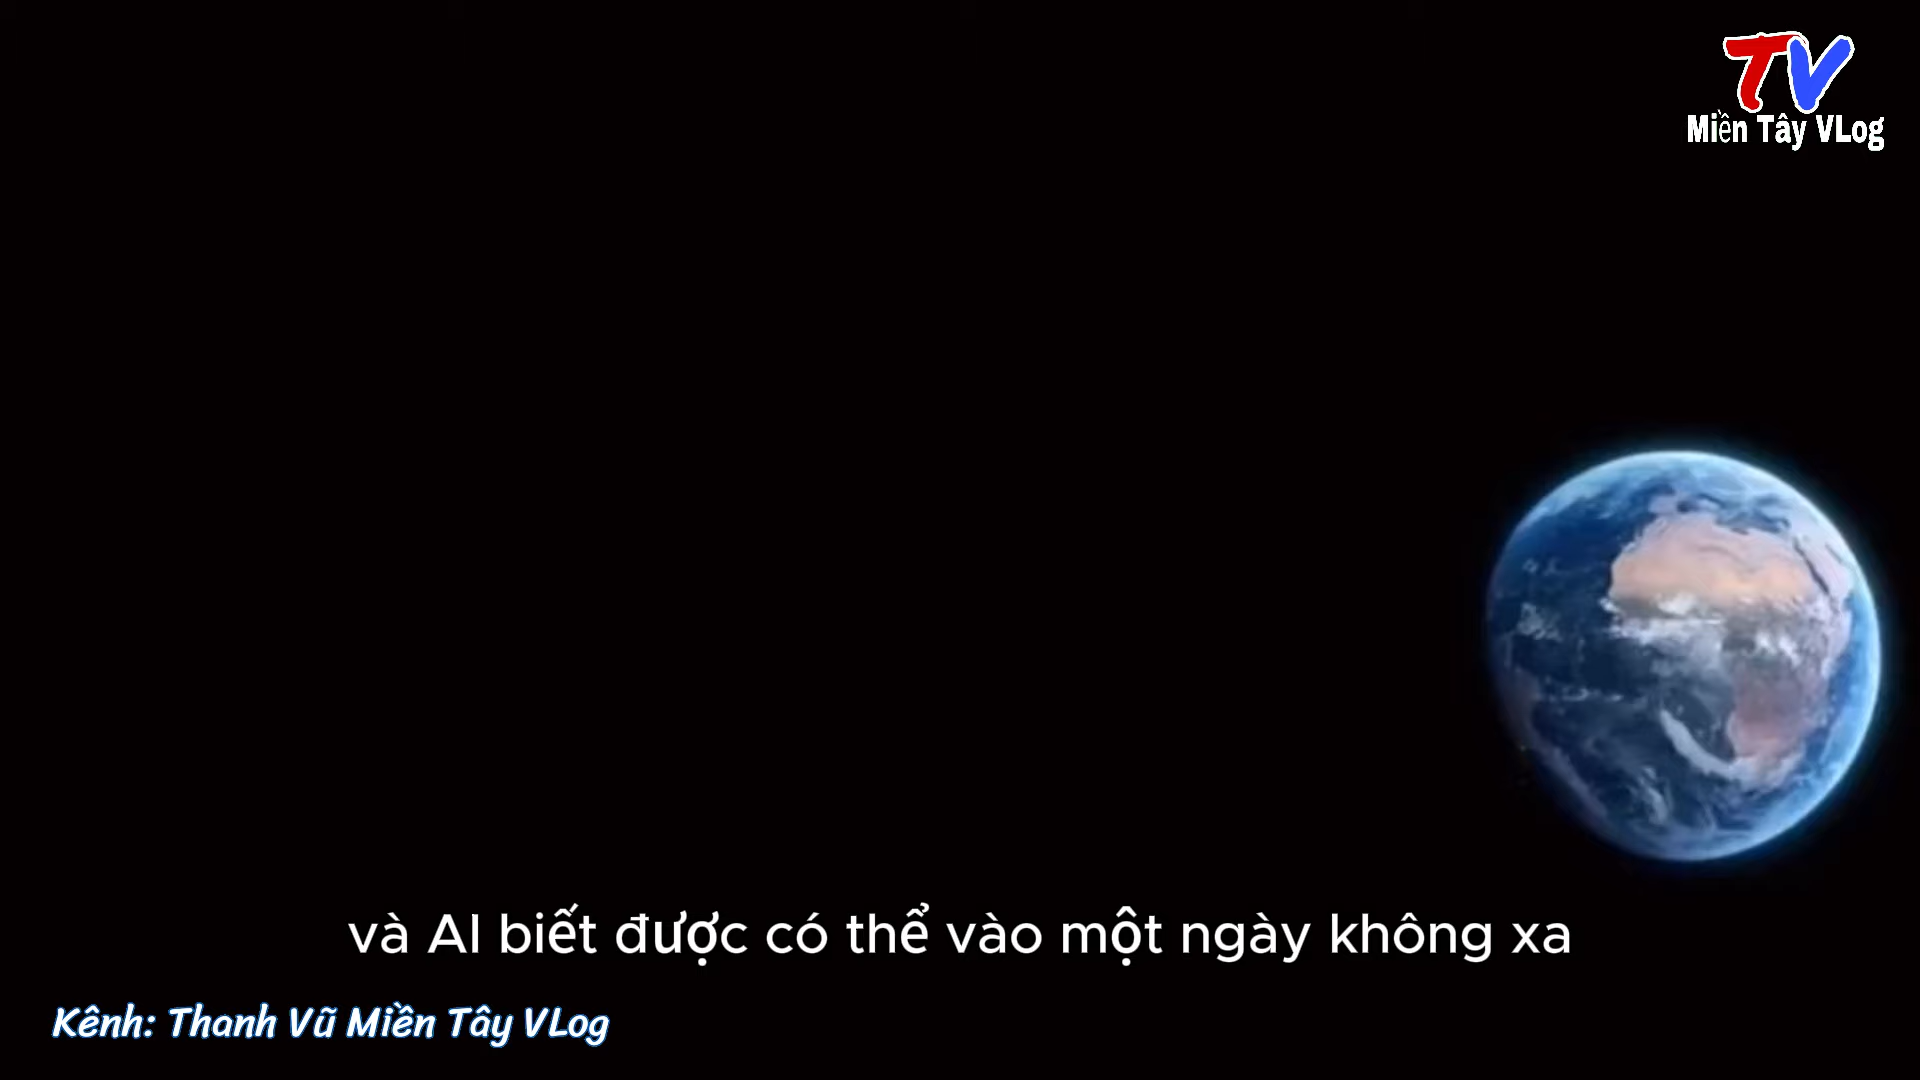 TV
Miền Tây VLog
và AI biết được có thể vào một ngày không xa
Kênh: Thanh Vũ Miền Tây VLog